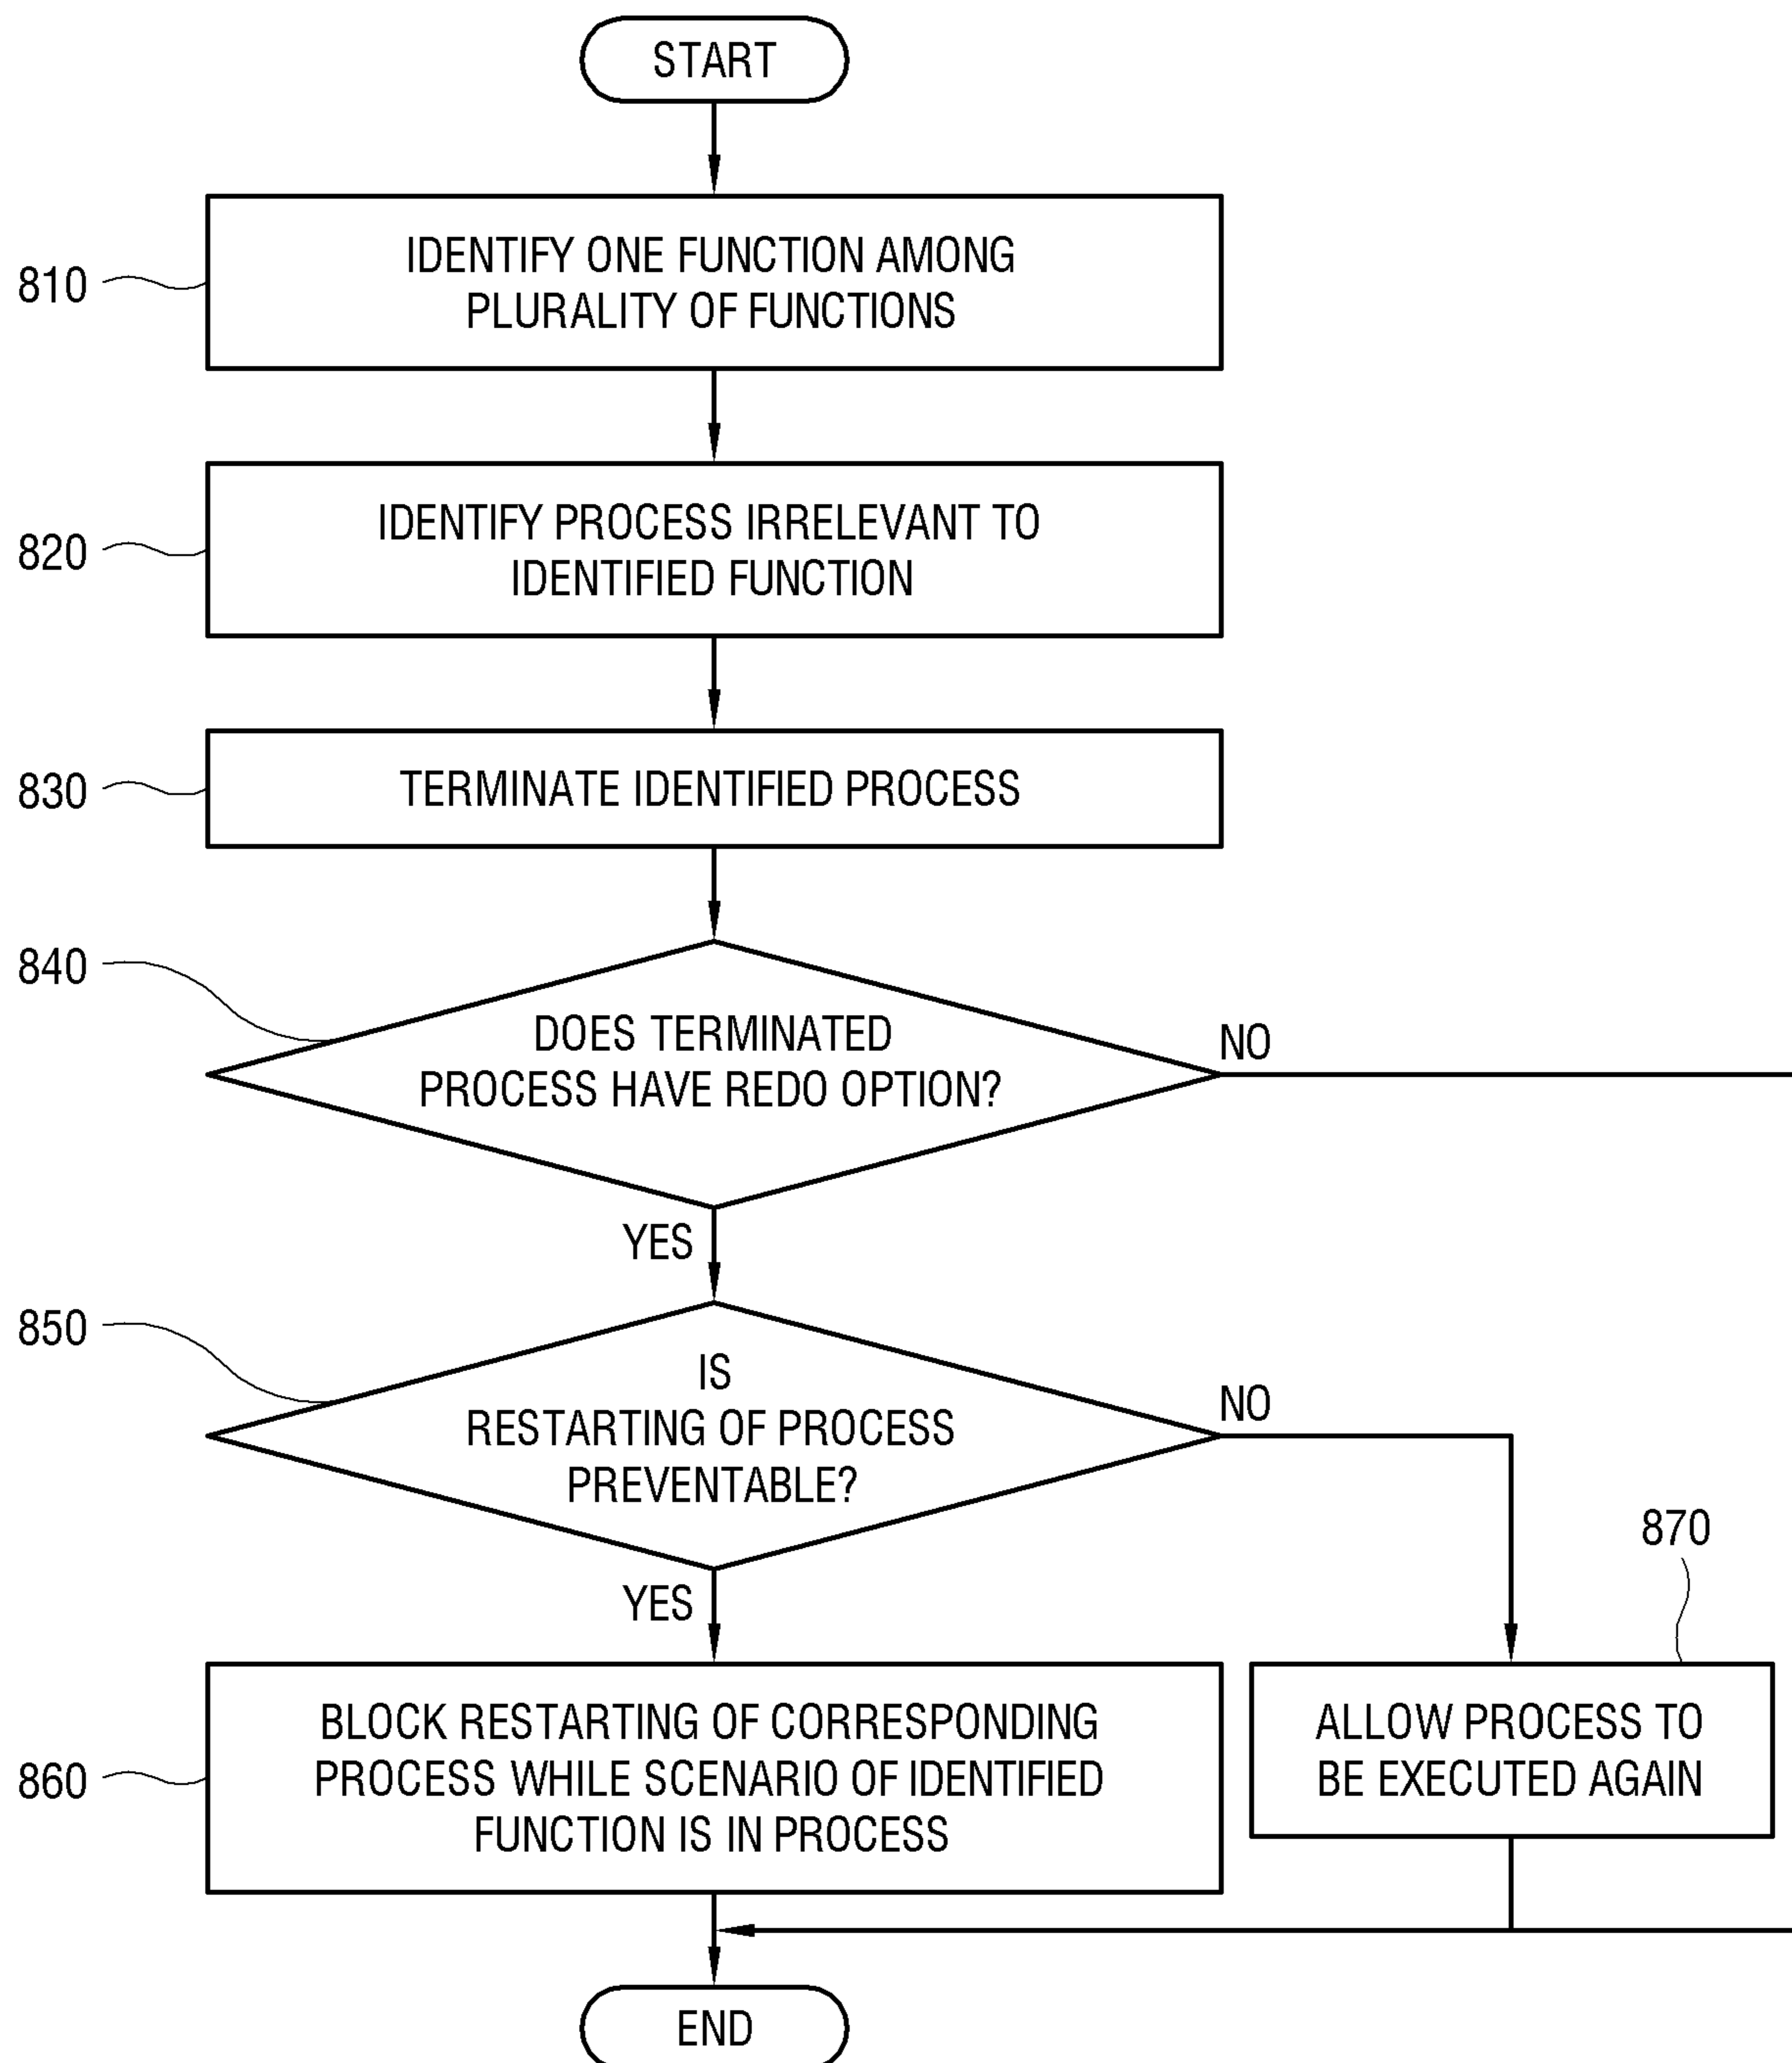 START
810
IDENTIFY ONE FUNCTION AMONG
PLURALITY OF FUNCTIONS
820
IDENTIFY PROCESS IRRELEVANT TO
IDENTIFIED FUNCTION
830
TERMINATE IDENTIFIED PROCESS
840
DOES TERMINATED
PROCESS HAVE REDO OPTION?
NO
YES
850
IS
RESTARTING OF PROCESS
PREVENTABLE?
NO
YES
870
860
BLOCK RESTARTING OF CORRESPONDING
PROCESS WHILE SCENARIO OF IDENTIFIED
FUNCTION IS IN PROCESS
ALLOW PROCESS TO
BE EXECUTED AGAIN
END